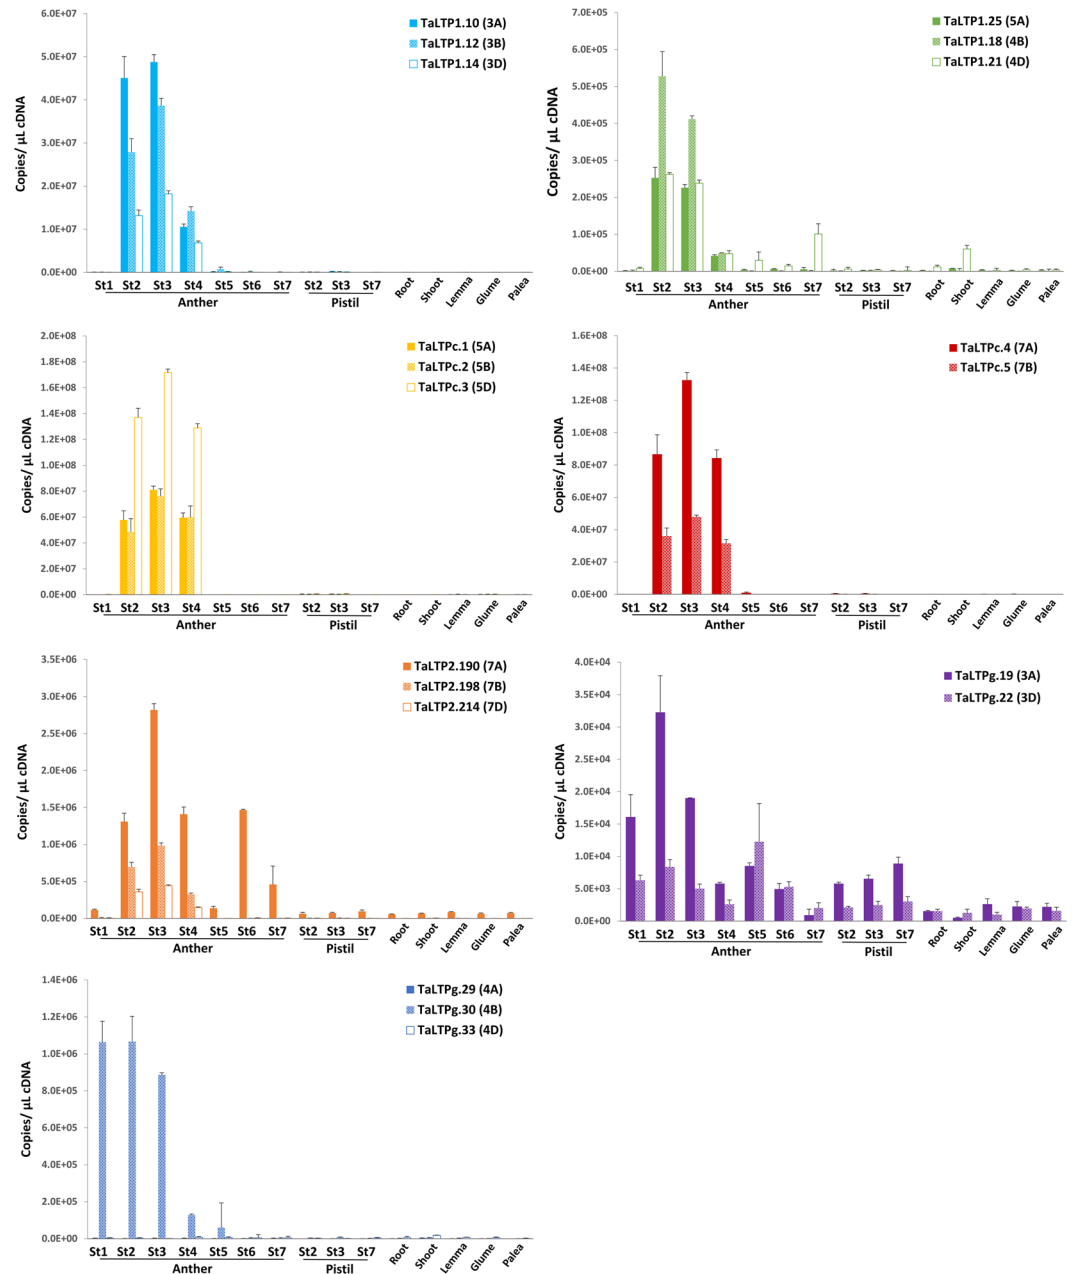 6.0E+07
5.0E+07
4.0E+07
3.0E+07
2.0E+07
1.0E+07
0.0E+00
Copies/ µL cDNA
TaLTP1.10 (3A)
TaLTP1.12 (3B)
TaLTP1.14 (3D)
St1 St2 St3 St4 St5 St6 St7 St2 St3 St7 Root Shoot Lemma Glume Palea
Anther Pistil
7.0E+05
6.0E+05
5.0E+05
4.0E+05
3.0E+05
2.0E+05
1.0E+05
0.0E+00
Copies/ µL cDNA
TaLTP1.25 (5A)
TaLTP1.18 (4B)
TaLTP1.21 (4D)
St1 St2 St3 St4 St5 St6 St7 St2 St3 St7 Root Shoot Lemma Glume Palea
Anther Pistil
2.0E+08
1.8E+08
1.6E+08
1.4E+08
1.2E+08
1.0E+08
8.0E+07
6.0E+07
4.0E+07
2.0E+07
0.0E+00
Copies/ µL cDNA
TaLTPc.1 (5A)
TaLTPc.2 (5B)
TaLTPc.3 (5D)
St1 St2 St3 St4 St5 St6 St7 St2 St3 St7 Root Shoot Lemma Glume Palea
Anther Pistil
1.6E+08
1.4E+08
1.2E+08
1.0E+08
8.0E+07
6.0E+07
4.0E+07
2.0E+07
0.0E+00
Copies/ µL cDNA
TaLTPc.4 (7A)
TaLTPc.5 (7B)
St1 St2 St3 St4 St5 St6 St7 St2 St3 St7 Root Shoot Lemma Glume Palea
Anther Pistil
3.5E+06
3.0E+06
2.5E+06
2.0E+06
1.5E+06
1.0E+06
5.0E+05
0.0E+00
Copies/ µL cDNA
TaLTP2.190 (7A)
TaLTP2.198 (7B)
TaLTP2.214 (7D)
St1 St2 St3 St4 St5 St6 St7 St2 St3 St7 Root Shoot Lemma Glume Palea
Anther Pistil
4.0E+04
3.5E+04
3.0E+04
2.5E+04
2.0E+04
1.5E+04
1.0E+04
5.0E+03
0.0E+00
Copies/ µL cDNA
TaLTPg.19 (3A)
TaLTPg.22 (3D)
St1 St2 St3 St4 St5 St6 St7 St2 St3 St7 Root Shoot Lemma Glume Palea
Anther Pistil
1.4E+06
1.2E+06
1.0E+06
8.0E+05
6.0E+05
4.0E+05
2.0E+05
0.0E+00
Copies/ µL cDNA
TaLTPg.29 (4A)
TaLTPg.30 (4B)
TaLTPg.33 (4D)
St1 St2 St3 St4 St5 St6 St7 St2 St3 St7 Root Shoot Lemma Glume Palea
Anther Pistil